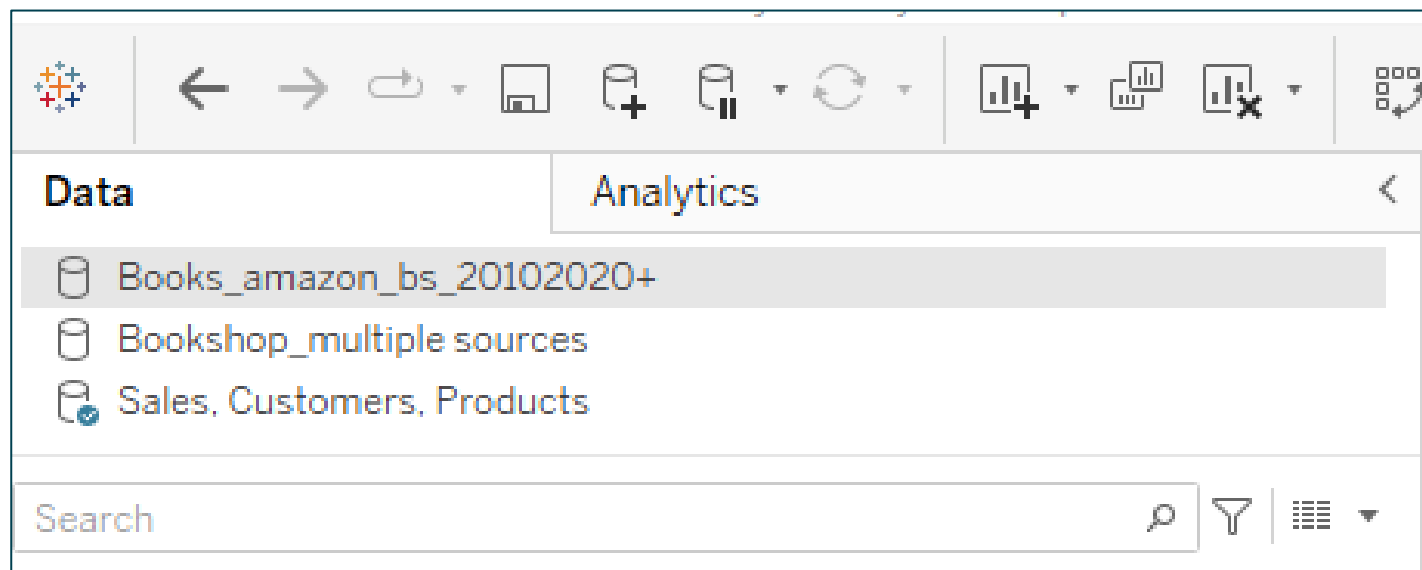 Data
Analytics
Books_amazon_bs_20102020+
Bookshop_multiple sources
Sales, Customers, Products
Search